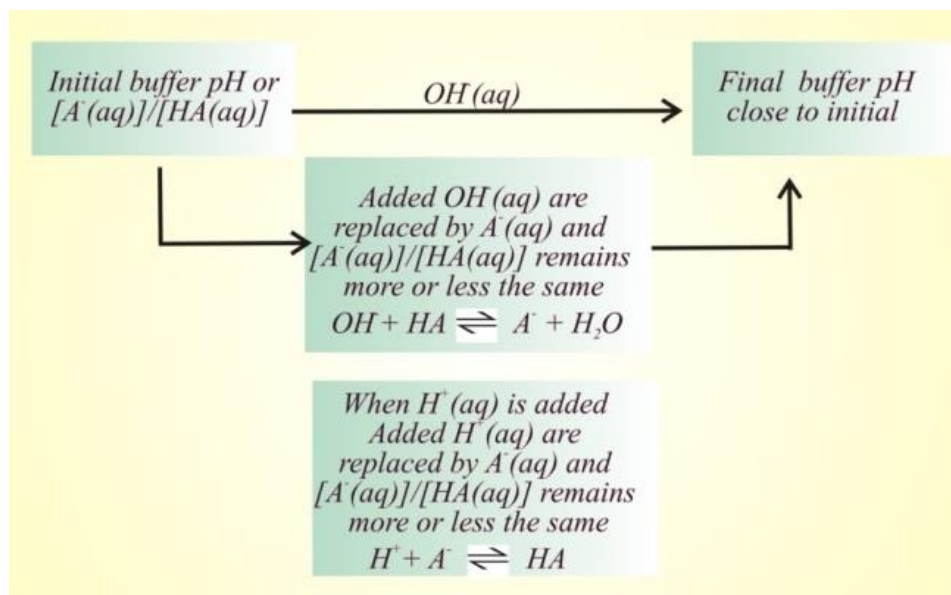 Initial buffer pH or
[A⁻(aq)]/[HA(aq)]
OH⁻(aq)
Final buffer pH
close to initial
Added OH⁻(aq) are
replaced by A⁻(aq) and
[A⁻(aq)]/[HA(aq)] remains
more or less the same
OH⁻ + HA ⇌ A⁻ + H₂O
When H⁺(aq) is added
Added H⁺(aq) are
replaced by A⁻(aq) and
[A⁻(aq)]/[HA(aq)] remains
more or less the same
H⁺ + A⁻ ⇌ HA